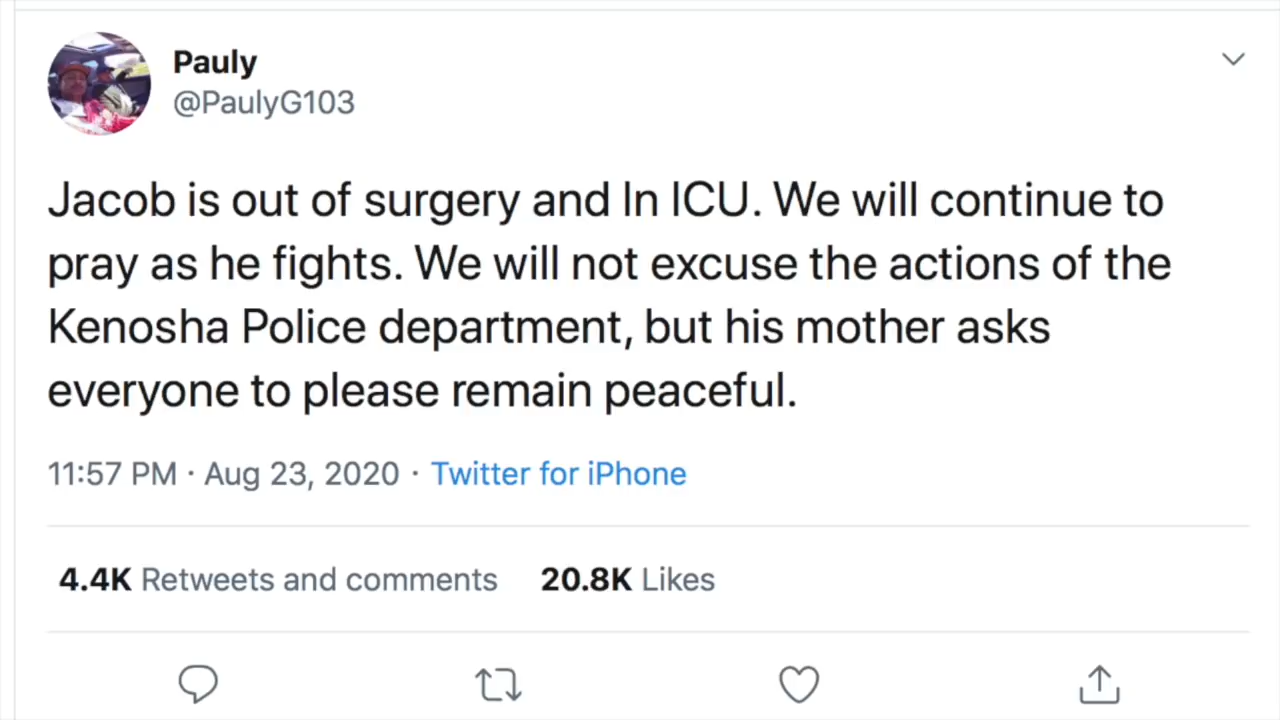 Pauly
@PaulyG103
Jacob is out of surgery and In ICU. We will continue to
pray as he fights. We will not excuse the actions of the
Kenosha Police department, but his mother asks
everyone to please remain peaceful.
11:57 PM · Aug 23, 2020 · Twitter for iPhone
4.4K Retweets and comments 20.8K Likes